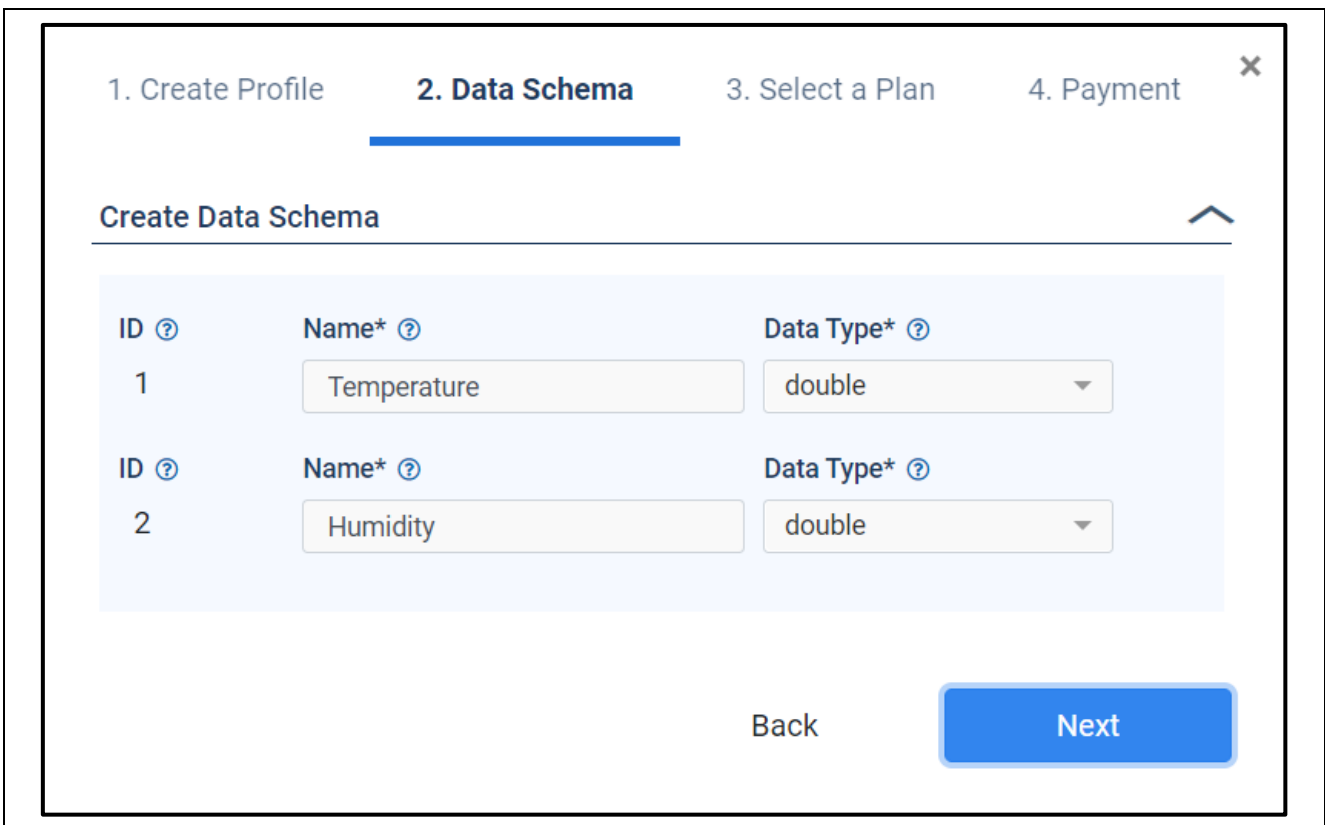 1. Create Profile 2. Data Schema 3. Select a Plan 4. Payment ×
Create Data Schema
ID ? Name* ? Data Type* ?
1 Temperature double
ID ? Name* ? Data Type* ?
2 Humidity double
Back Next